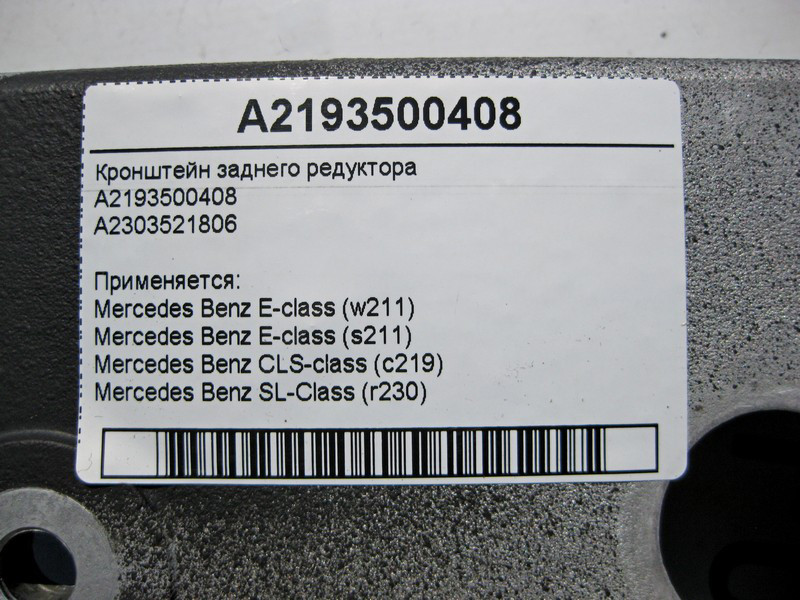 A2193500408
Кронштейн заднего редуктора
A2193500408
A2303521806
Применяется:
Mercedes Benz E-class (w211)
Mercedes Benz E-class (s211)
Mercedes Benz CLS-class (c219)
Mercedes Benz SL-Class (r230)